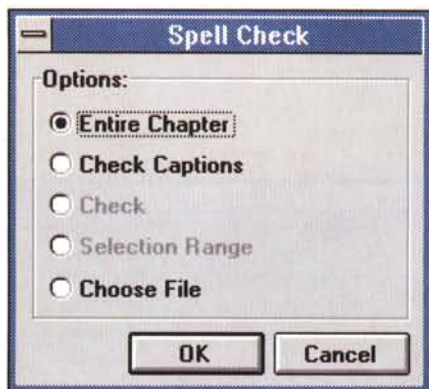 Spell Check
Options:
Entire Chapter
Check Captions
Check
Selection Range
Choose File
OK
Cancel